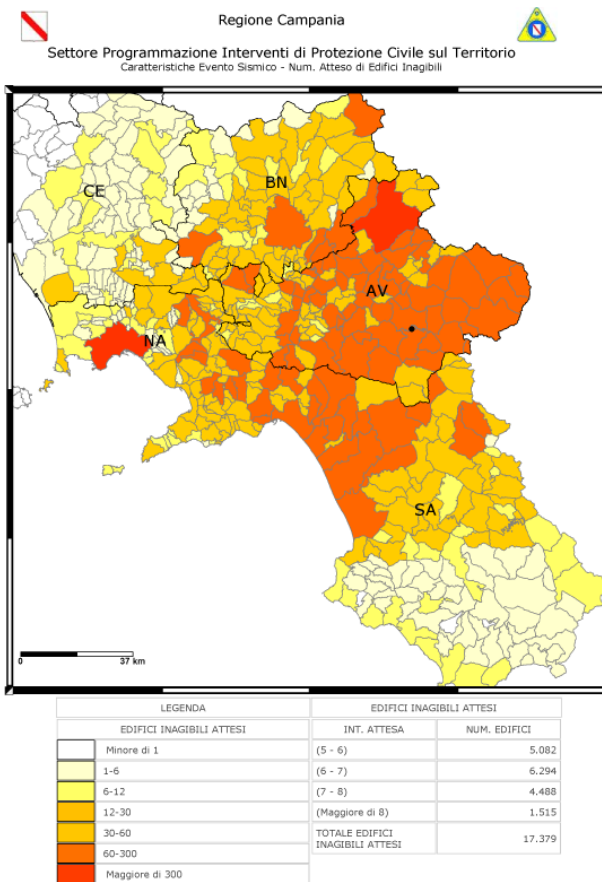 Regione Campania
Settore Programmazione Interventi di Protezione Civile sul Territorio
Caratteristiche Evento Sismico - Num. Atteso di Edifici Inagibili
CE
BN
AV
NA
SA
0 37 km
LEGENDA
EDIFICI INAGIBILI ATTESI
Minore di 1
1-6
6-12
12-30
30-60
60-300
Maggiore di 300
EDIFICI INAGIBILI ATTESI
INT. ATTESA NUM. EDIFICI
(5 - 6) 5.082
(6 - 7) 6.294
(7 - 8) 4.488
(Maggiore di 8) 1.515
TOTALE EDIFICI
INAGIBILI ATTESI 17.379